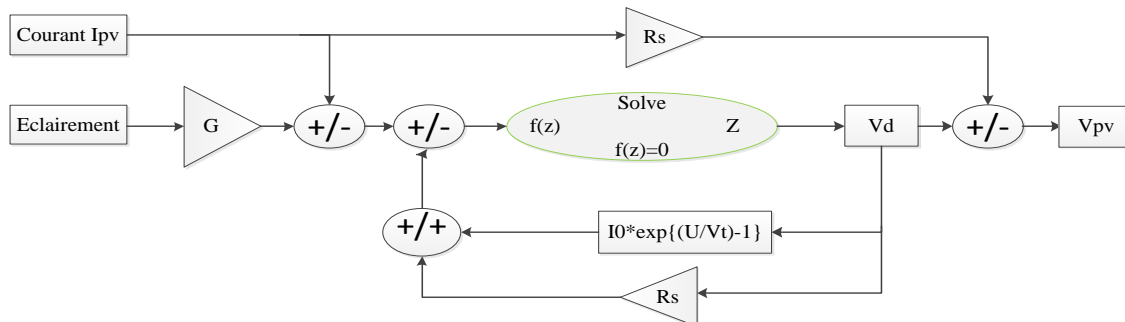 Courant Ipv
Rs
Eclairement
G
+/-
+/-
Solve
f(z) Z
f(z)=0
Vd
+/-
Vpv
+/+
I0*exp{(U/Vt)-1}
Rs